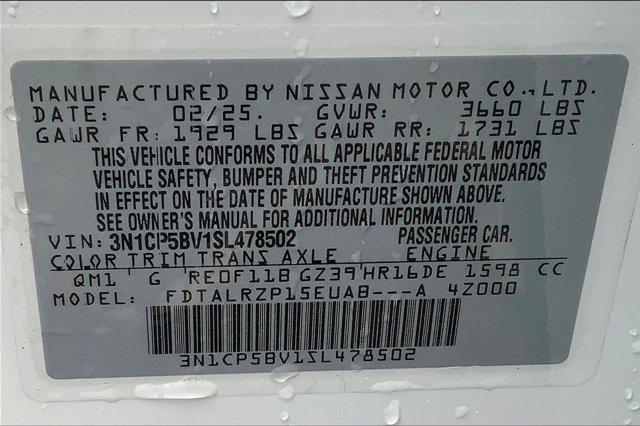 MANUFACTURED BY NISSAN MOTOR CO., LTD.
DATE: 02/25. GVWR: 3660 LBS
GAWR FR: 1929 LBS GAWR RR: 1731 LBS
THIS VEHICLE CONFORMS TO ALL APPLICABLE FEDERAL MOTOR
VEHICLE SAFETY, BUMPER AND THEFT PREVENTION STANDARDS
IN EFFECT ON THE DATE OF MANUFACTURE SHOWN ABOVE.
SEE OWNER'S MANUAL FOR ADDITIONAL INFORMATION.
VIN: 3N1CP5BV1SL478502 PASSENGER CAR.
COLOR TRIM TRANS AXLE ENGINE
QM1 G RE0F11B GZ39 HR16DE 1598 CC
MODEL: FDTALRZP15EUAB---A 4Z000
3N1CP5BV1SL478502